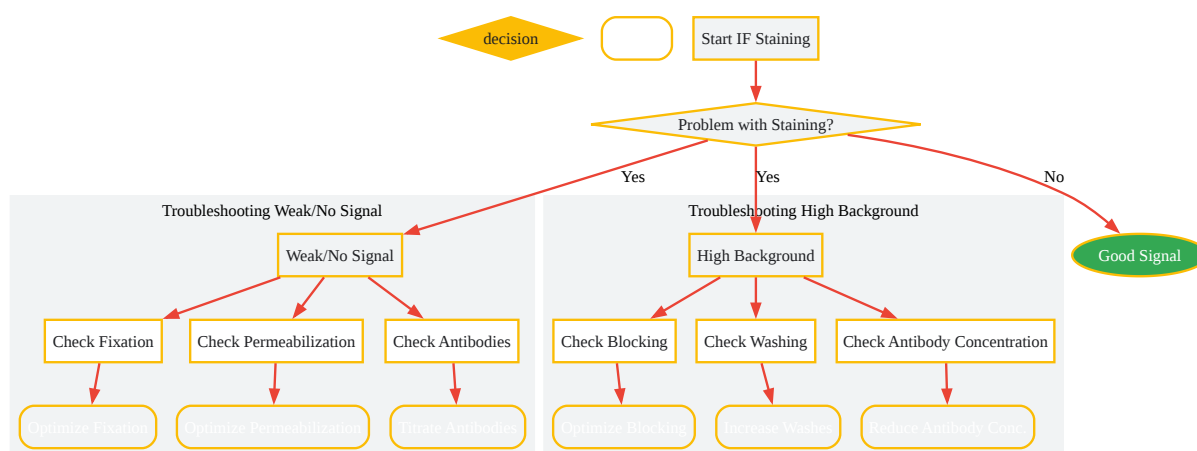 decision
Start IF Staining
Problem with Staining?
Yes
Yes
No
Troubleshooting Weak/No Signal
Troubleshooting High Background
Weak/No Signal
High Background
Good Signal
Check Fixation
Check Permeabilization
Check Antibodies
Check Blocking
Check Washing
Check Antibody Concentration
Optimize Fixation
Optimize Permeabilization
Titrate Antibodies
Optimize Blocking
Increase Washes
Reduce Antibody Conc.